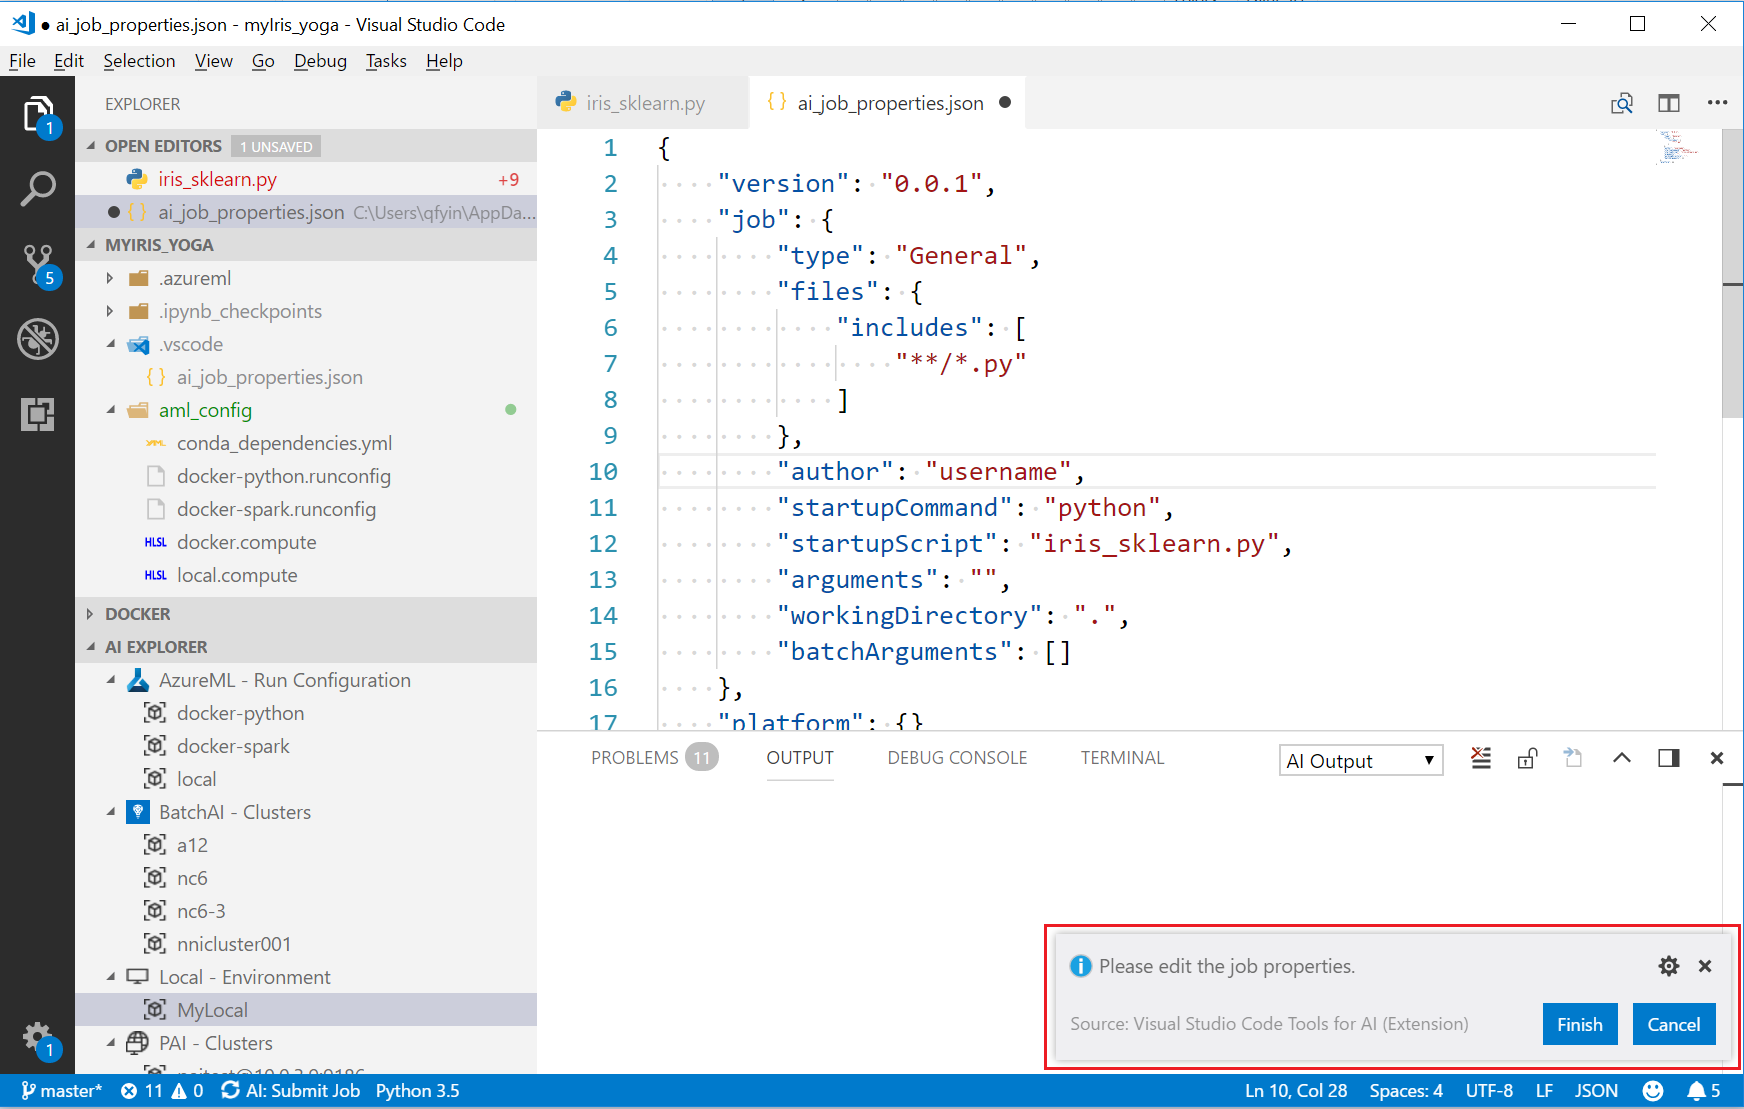 ● ai_job_properties.json - myIris_yoga - Visual Studio Code
File Edit Selection View Go Debug Tasks Help
1
5
1
EXPLORER
OPEN EDITORS 1 UNSAVED
iris_sklearn.py +9
ai_job_properties.json C:\Users\qfyin\AppDa...
MYIRIS_YOGA
.azureml
.ipynb_checkpoints
.vscode
ai_job_properties.json
aml_config
conda_dependencies.yml
docker-python.runconfig
docker-spark.runconfig
HLSL docker.compute
HLSL local.compute
DOCKER
AI EXPLORER
AzureML - Run Configuration
docker-python
docker-spark
local
BatchAI - Clusters
a12
nc6
nc6-3
nnicluster001
Local - Environment
MyLocal
PAI - Clusters
iris_sklearn.py
{} ai_job_properties.json ●
1 {
2 "version": "0.0.1",
3 "job": {
4 "type": "General",
5 "files": {
6 "includes": [
7 "**/*.py"
8 ]
9 },
10 "author": "username",
11 "startupCommand": "python",
12 "startupScript": "iris_sklearn.py",
13 "arguments": "",
14 "workingDirectory": ".",
15 "batchArguments": []
16 },
17 "platform": {}
PROBLEMS 11 OUTPUT DEBUG CONSOLE TERMINAL AI Output
Please edit the job properties.
Source: Visual Studio Code Tools for AI (Extension) Finish Cancel
master* 11 0 AI: Submit Job Python 3.5 Ln 10, Col 28 Spaces: 4 UTF-8 LF JSON 5